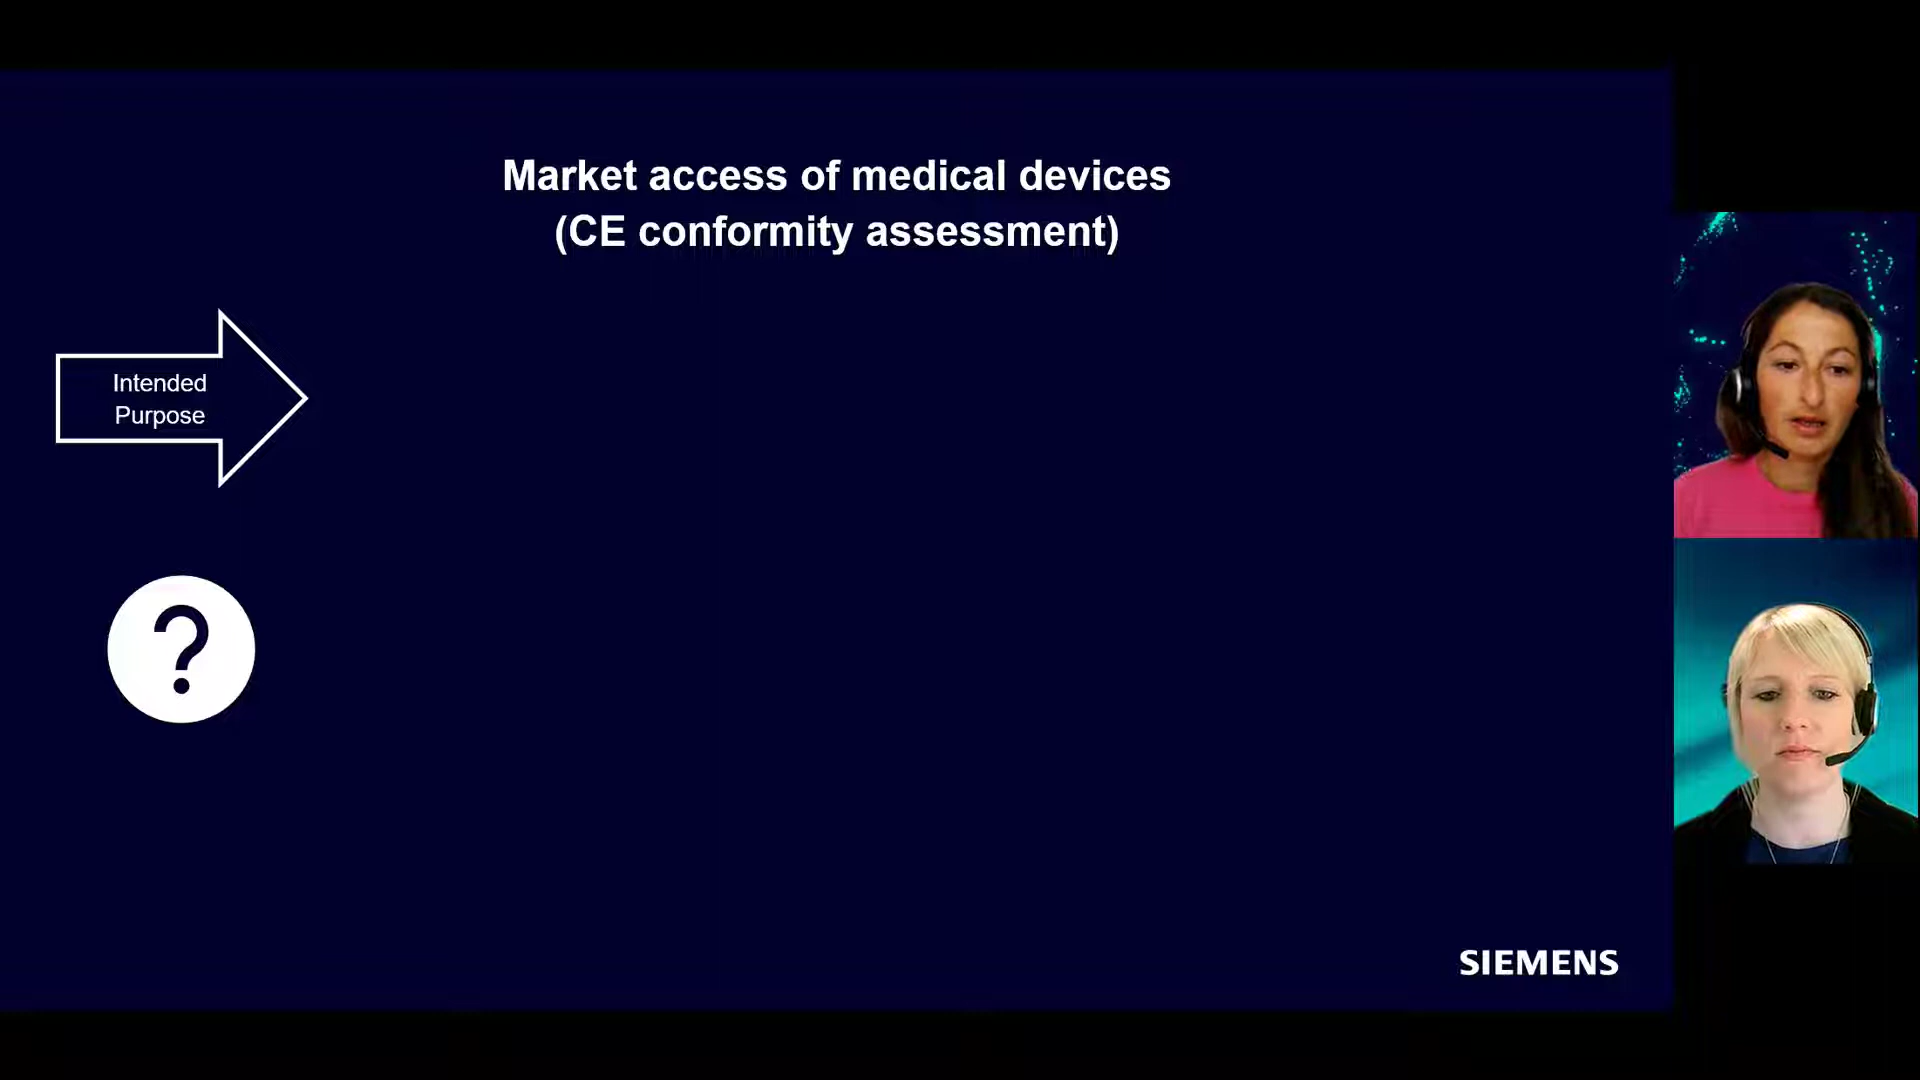 Market access of medical devices
(CE conformity assessment)
Intended
Purpose
?
SIEMENS